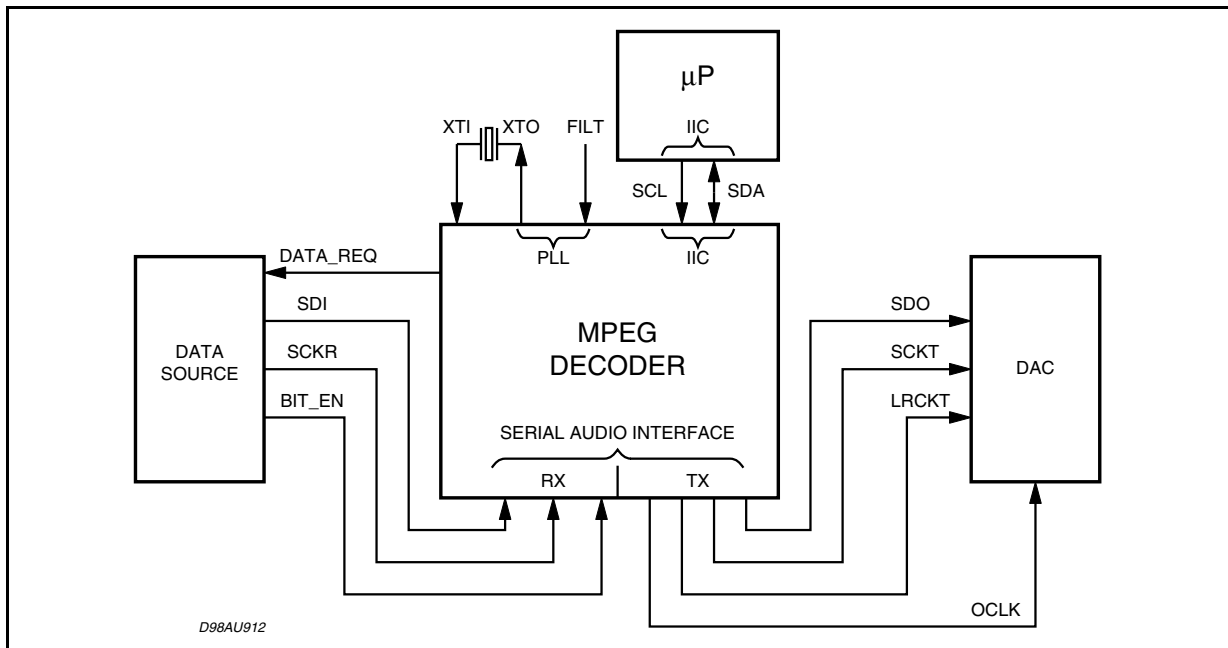 µP
XTI XTO FILT IIC
SCL SDA
DATA_REQ PLL IIC
SDI SDO
MPEG
DECODER
DATA
SOURCE
SCKR SCKT
DAC
BIT_EN LRCKT
SERIAL AUDIO INTERFACE
RX TX
OCLK
D98AU912